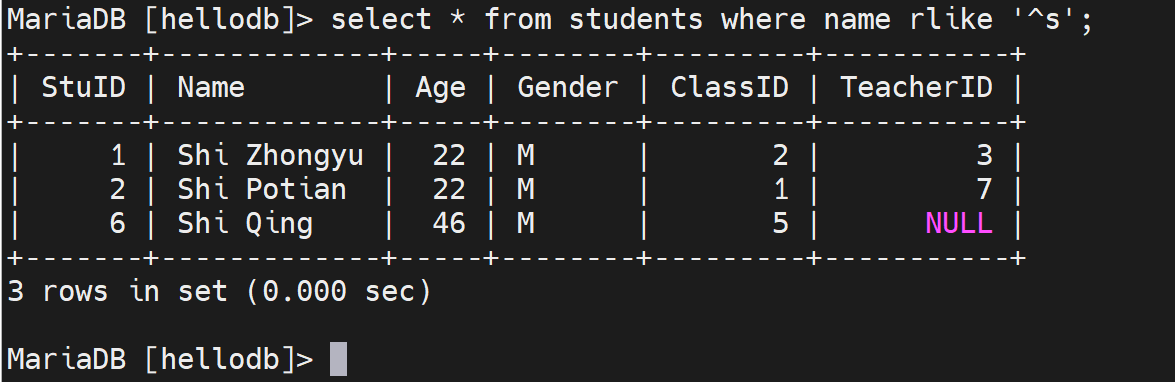 MariaDB [hellodb]> select * from students where name rlike '^s';
+-------+-------------+-----+--------+---------+-----------+
| StuID | Name        | Age | Gender | ClassID | TeacherID |
+-------+-------------+-----+--------+---------+-----------+
|     1 | Shi Zhongyu |  22 | M      |       2 |         3 |
|     2 | Shi Potian  |  22 | M      |       1 |         7 |
|     6 | Shi Qing    |  46 | M      |       5 |      NULL |
+-------+-------------+-----+--------+---------+-----------+
3 rows in set (0.000 sec)
MariaDB [hellodb]>